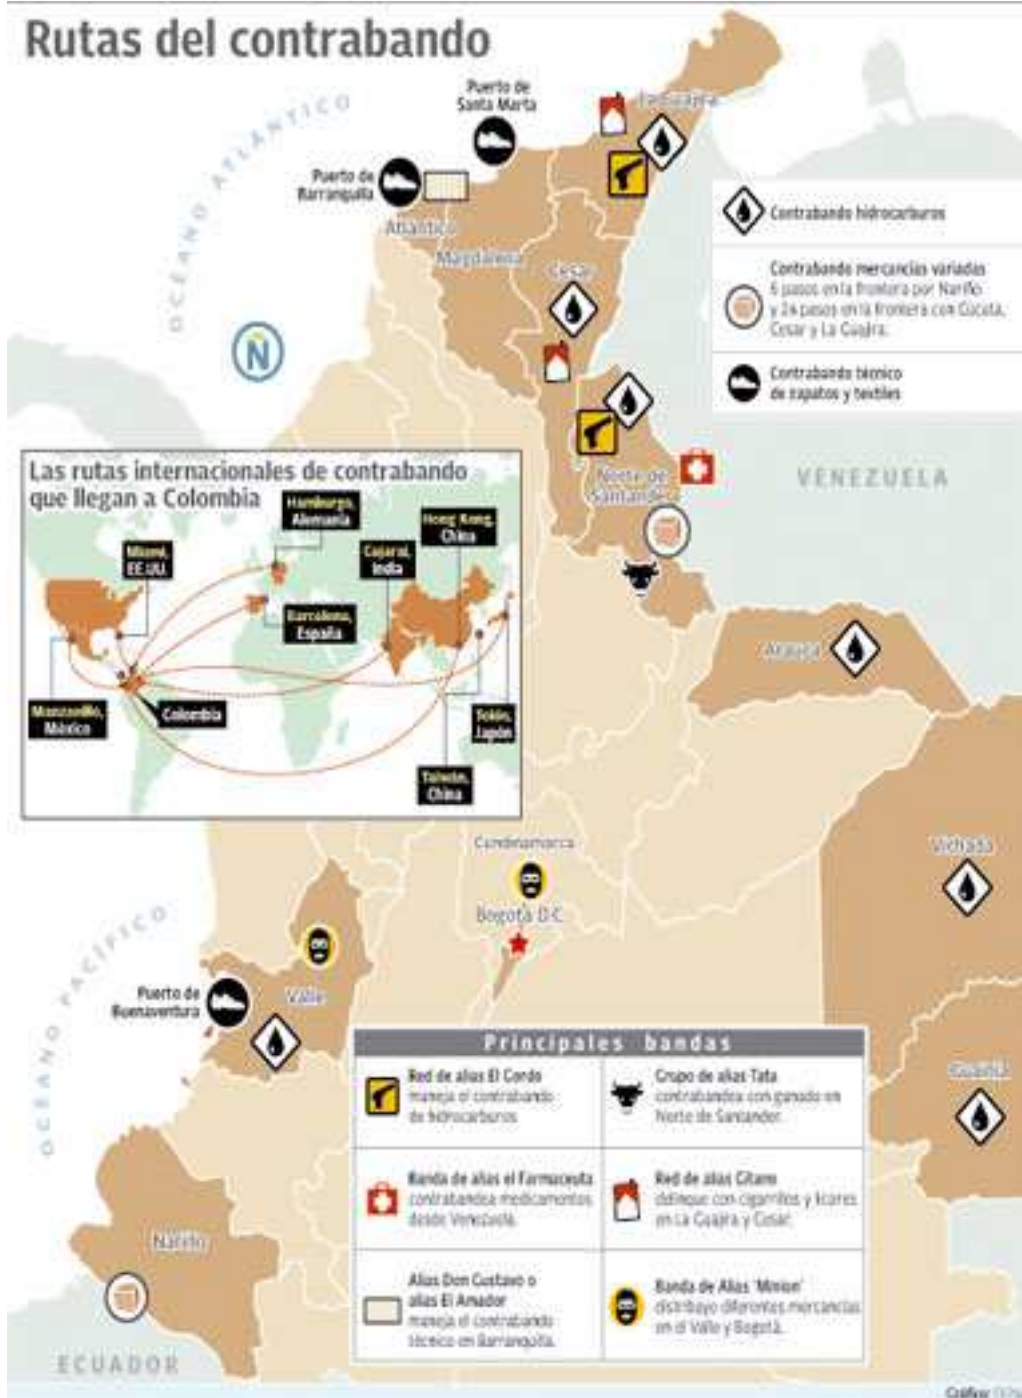 Rutas del contrabando
OCÉANO ATLÁNTICO
Puerto de
Santa Marta
La Guajira
Puerto de
Barranquilla
Atlántico
Magdalena
Cesar
Contrabando hidrocarburos
Contrabando mercancías variadas
6 pasos en la frontera por Nariño
y 24 pasos en la frontera con Cúcuta,
Cesar y La Guajira.
Contrabando técnico
de zapatos y textiles
N
Norte de
Santander
VENEZUELA
Las rutas internacionales de contrabando
que llegan a Colombia
Hamburgo,
Alemania
Hong Kong,
China
Miami,
EE.UU.
India
Barcelona,
España
Manzanillo,
México
Colombia
Tokio,
Japón
Taiwán,
China
Arauca
Cundinamarca
Bogotá D.C.
Vichada
OCÉANO PACÍFICO
Puerto de
Buenaventura
Valle
Guainía
Nariño
ECUADOR
Principales bandas
Red de alias El Gordo
maneja el contrabando
de hidrocarburos.
Grupo de alias Tata
contrabandea con ganado en
Norte de Santander.
Banda de alias el Farmaceuta
contrabandea medicamentos
desde Venezuela.
Red de alias Gitano
delinque con cigarrillos y licores
en La Guajira y Cesar.
Alias Don Gustavo o
alias El Amador
maneja el contrabando
técnico en Barranquilla.
Banda de Alias 'Minion'
distribuye diferentes mercancías
en el Valle y Bogotá.
Gráfico: